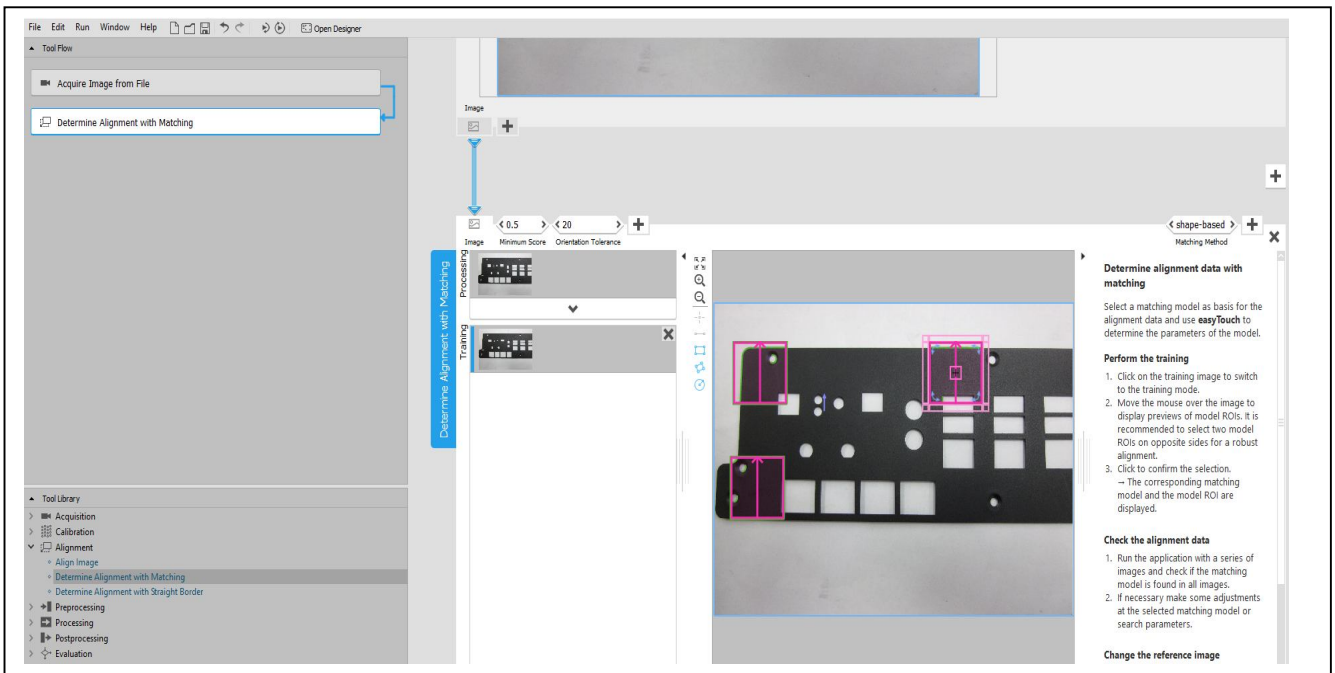 File Edit Run Window Help Open Designer
Tool Flow
Acquire Image from File
Determine Alignment with Matching
Tool Library
Acquisition
Calibration
Alignment
Align Image
Determine Alignment with Matching
Determine Alignment with Straight Border
Preprocessing
Processing
Postprocessing
Evaluation
Image
0.5 20 shape-based
Image Minimum Score Orientation Tolerance Matching Method
Determine Alignment with Matching
Processing
Training
Determine alignment data with
matching
Select a matching model as basis for the
alignment data and use easyTouch to
determine the parameters of the model.
Perform the training
1. Click on the training image to switch
to the training mode.
2. Move the mouse over the image to
display previews of model ROIs. It is
recommended to select two model
ROIs on opposite sides for a robust
alignment.
3. Click to confirm the selection.
→ The corresponding matching
model and the model ROI are
displayed.
Check the alignment data
1. Run the application with a series of
images and check if the matching
model is found in all images.
2. If necessary make some adjustments
at the selected matching model or
search parameters.
Change the reference image